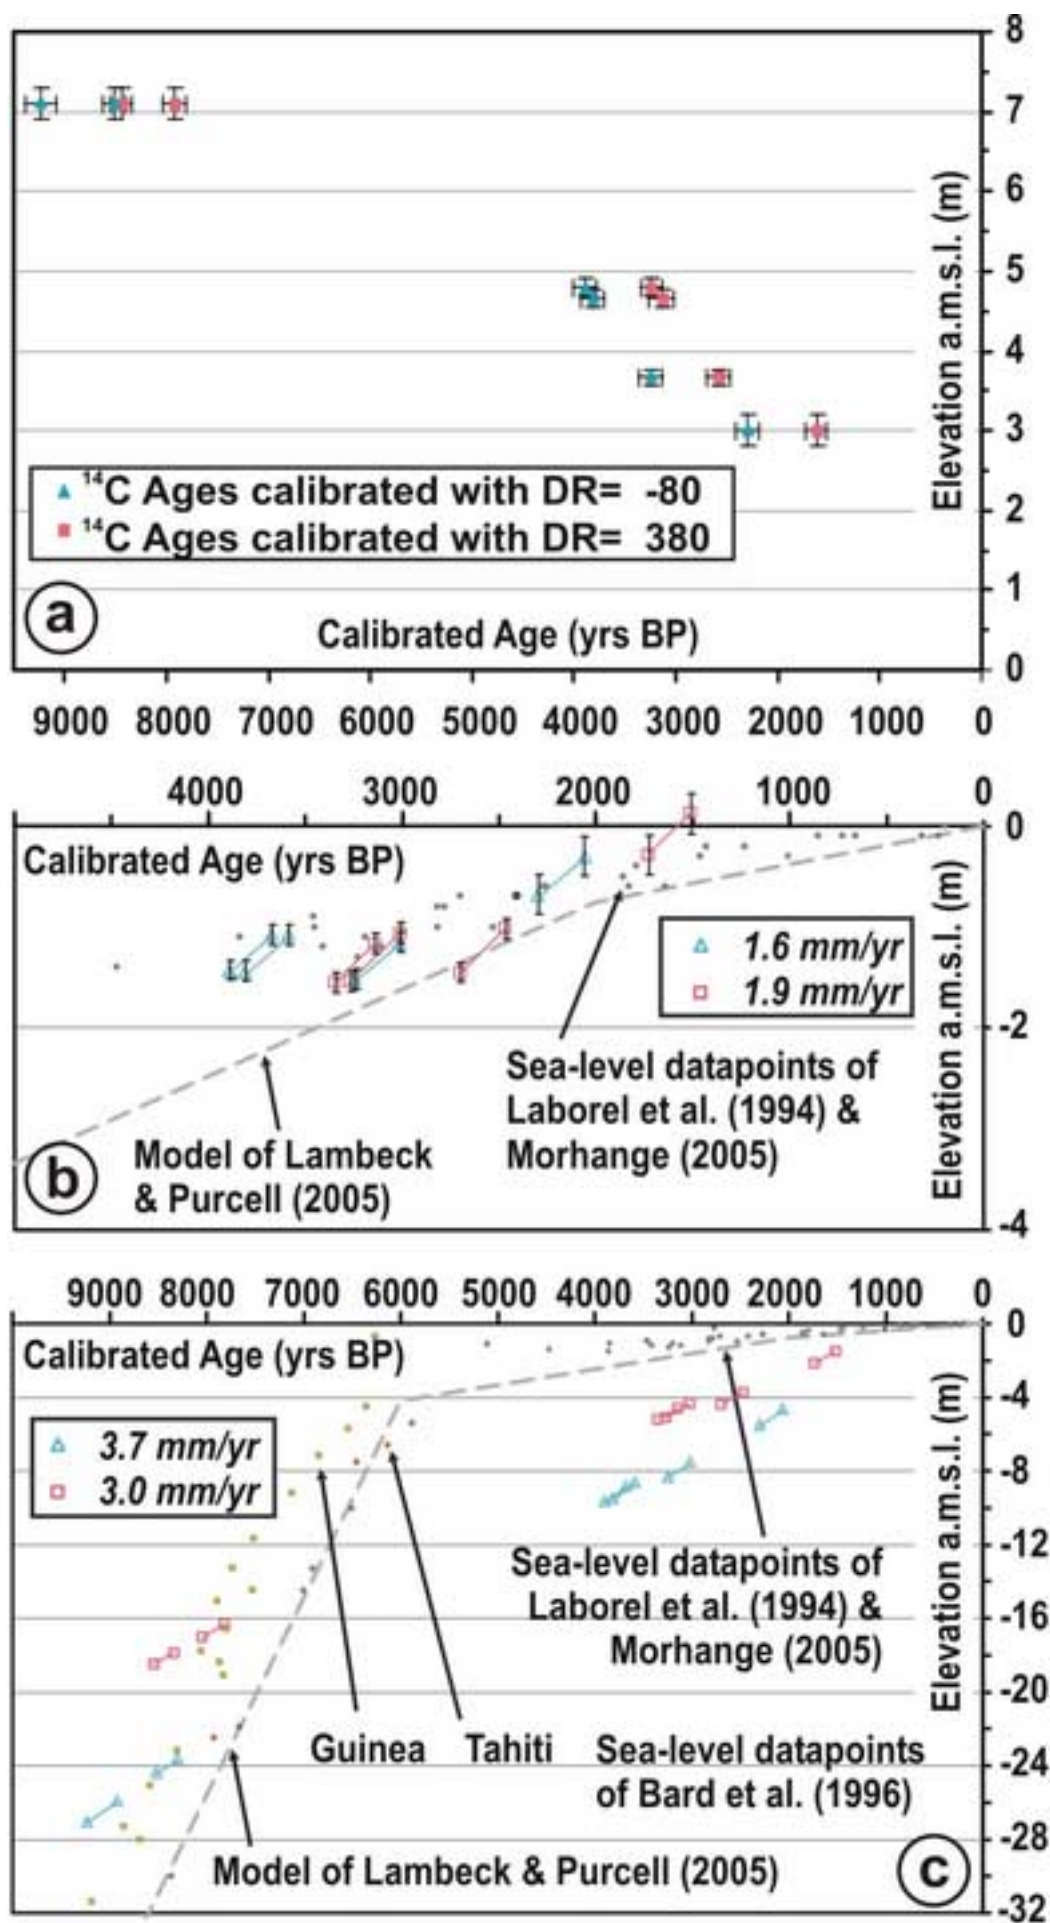 8
7
6
5
4
3
2
1
0
Elevation a.m.s.l. (m)
¹⁴C Ages calibrated with DR= -80
¹⁴C Ages calibrated with DR= 380
a
Calibrated Age (yrs BP)
9000 8000 7000 6000 5000 4000 3000 2000 1000 0
4000 3000 2000 1000 0
Calibrated Age (yrs BP)
0
-2
-4
Elevation a.m.s.l. (m)
1.6 mm/yr
1.9 mm/yr
Sea-level datapoints of
Laborel et al. (1994) &
Morhange (2005)
Model of Lambeck
& Purcell (2005)
b
9000 8000 7000 6000 5000 4000 3000 2000 1000 0
Calibrated Age (yrs BP)
0
-4
-8
-12
-16
-20
-24
-28
-32
Elevation a.m.s.l. (m)
3.7 mm/yr
3.0 mm/yr
Sea-level datapoints of
Laborel et al. (1994) &
Morhange (2005)
Guinea
Tahiti
Sea-level datapoints
of Bard et al. (1996)
Model of Lambeck & Purcell (2005)
c